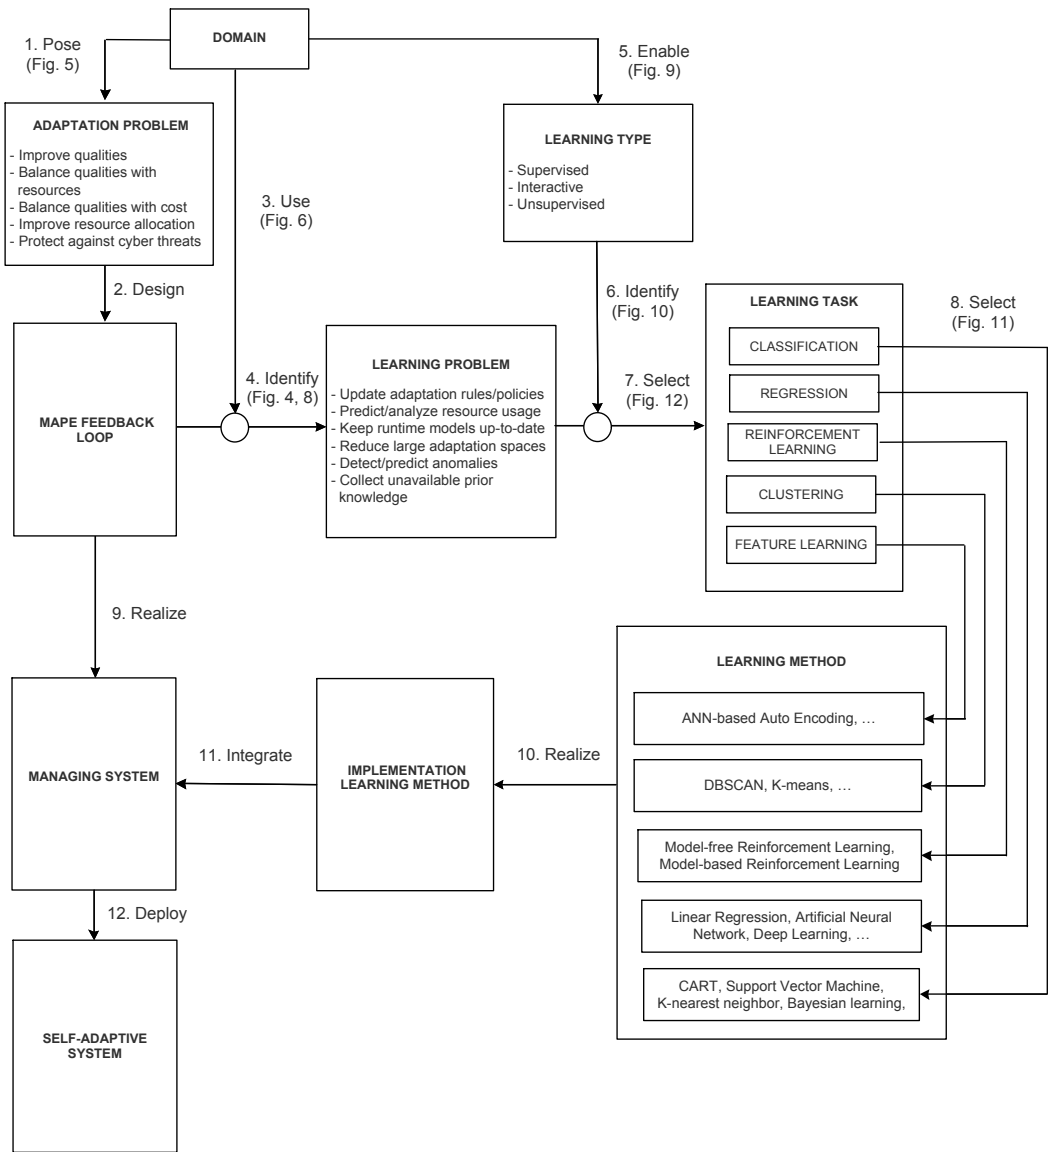 DOMAIN
1. Pose
(Fig. 5)
5. Enable
(Fig. 9)
ADAPTATION PROBLEM
- Improve qualities
- Balance qualities with
resources
- Balance qualities with cost
- Improve resource allocation
- Protect against cyber threats
LEARNING TYPE
- Supervised
- Interactive
- Unsupervised
3. Use
(Fig. 6)
2. Design
6. Identify
(Fig. 10)
LEARNING TASK
CLASSIFICATION
REGRESSION
REINFORCEMENT
LEARNING
CLUSTERING
FEATURE LEARNING
8. Select
(Fig. 11)
MAPE FEEDBACK
LOOP
4. Identify
(Fig. 4, 8)
LEARNING PROBLEM
- Update adaptation rules/policies
- Predict/analyze resource usage
- Keep runtime models up-to-date
- Reduce large adaptation spaces
- Detect/predict anomalies
- Collect unavailable prior
knowledge
7. Select
(Fig. 12)
9. Realize
LEARNING METHOD
ANN-based Auto Encoding, …
DBSCAN, K-means, …
Model-free Reinforcement Learning,
Model-based Reinforcement Learning
Linear Regression, Artificial Neural
Network, Deep Learning, …
CART, Support Vector Machine,
K-nearest neighbor, Bayesian learning,
10. Realize
IMPLEMENTATION
LEARNING METHOD
11. Integrate
MANAGING SYSTEM
12. Deploy
SELF-ADAPTIVE
SYSTEM